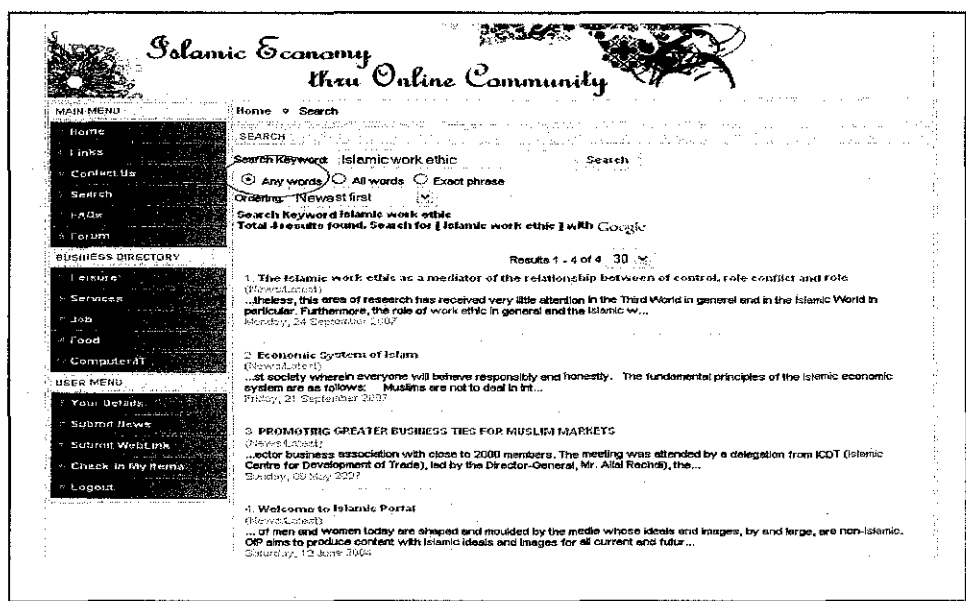 Islamic Economy
thru Online Community
MAIN MENU
Home
Links
Contact Us
Search
FAQs
Forum
BUSINESS DIRECTORY
Leisure
Services
Job
Food
Computer/IT
USER MENU
Your Details
Submit News
Submit WebLink
Check In My Items
Logout
Home Search
SEARCH
Search Keyword: Islamic work ethic Search
Any words All words Exact phrase
Ordering: Newest first
Search Keyword Islamic work ethic
Total 4 results found. Search for [ Islamic work ethic ] with Google
Results 1 - 4 of 4 30
1. The Islamic work ethic as a mediator of the relationship between of control, role conflict and role
(News/Latest)
...theless, this area of research has received very little attention in the Third World in general and in the Islamic World in
particular. Furthermore, the role of work ethic in general and the Islamic w...
Monday, 24 September 2007
2. Economic System of Islam
(News/Latest)
...st society wherein everyone will behave responsibly and honestly. The fundamental principles of the Islamic economic
system are as follows: Muslims are not to deal in int...
Friday, 21 September 2007
3. PROMOTING GREATER BUSINESS TIES FOR MUSLIM MARKETS
(News/Latest)
...ector business association with close to 2000 members. The meeting was attended by a delegation from ICDT (Islamic
Centre for Development of Trade), led by the Director-General, Mr. Allal Rachdi), the...
Sunday, May 2007
4. Welcome to Islamic Portal
(News/Latest)
... of men and women today are shaped and moulded by the media whose ideals and images, by and large, are non-Islamic.
OIP aims to produce content with Islamic ideals and images for all current and futur...
Saturday, 12 June 2004